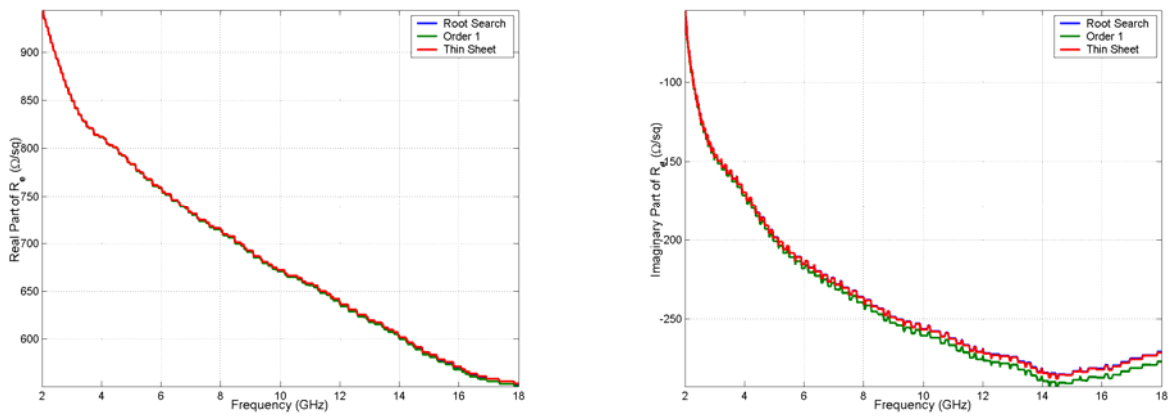 Root Search
Order 1
Thin Sheet
900
850
800
750
700
650
600
2 4 6 8 10 12 14 16 18
Frequency (GHz)
Real Part of Re (Ω/sq)
Root Search
Order 1
Thin Sheet
-100
-150
-200
-250
2 4 6 8 10 12 14 16 18
Frequency (GHz)
Imaginary Part of Re (Ω/sq)